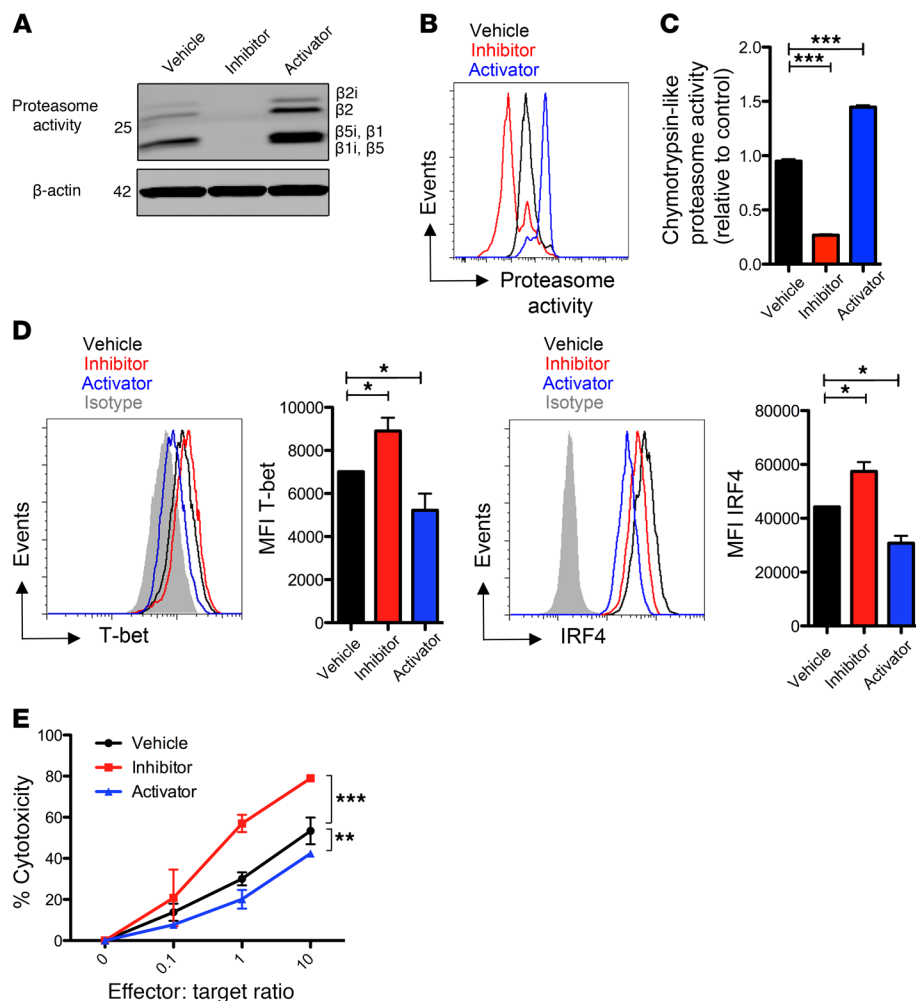 A
Vehicle
Inhibitor
Activator
Proteasome
activity
25
β2i
β2
β5i, β1
β1i, β5
β-actin
42
B
Vehicle
Inhibitor
Activator
Events
Proteasome
activity
C
Chymotrypsin-like
proteasome activity
(relative to control)
2.0
1.5
1.0
0.5
0.0
***
***
Vehicle
Inhibitor
Activator
D
Vehicle
Inhibitor
Activator
Isotype
Events
T-bet
MFI T-bet
10000
8000
6000
4000
2000
0
*
*
Vehicle
Inhibitor
Activator
Vehicle
Inhibitor
Activator
Isotype
Events
IRF4
MFI IRF4
80000
60000
40000
20000
0
*
*
Vehicle
Inhibitor
Activator
E
% Cytotoxicity
100
80
60
40
20
0
Vehicle
Inhibitor
Activator
***
**
0
0.1
1
10
Effector: target ratio